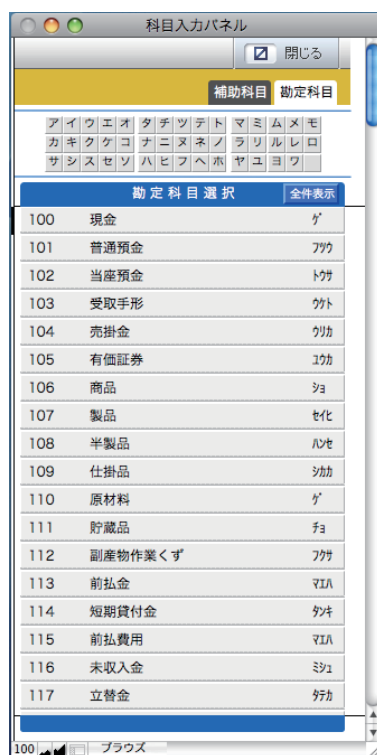 科目入力パネル
閉じる
補助科目 勘定科目
アイウエオ タチツテト マミムメモ
カキクケコ ナニヌネノ ラリルレロ
サシスセソ ハヒフヘホ ヤユヨワ
勘定科目選択 全件表示
100 現金 ｹﾞ
101 普通預金 ﾌﾂｳ
102 当座預金 ﾄｳｻ
103 受取手形 ｳｹﾄ
104 売掛金 ｳﾘｶ
105 有価証券 ﾕｳｶ
106 商品 ｼｮ
107 製品 ｾｲﾋ
108 半製品 ﾊﾝｾ
109 仕掛品 ｼｶｶ
110 原材料 ｹﾞ
111 貯蔵品 ﾁｮ
112 副産物作業くず ﾌｸｻ
113 前払金 ﾏｴﾊ
114 短期貸付金 ﾀﾝｷ
115 前払費用 ﾏｴﾊ
116 未収入金 ﾐｼｭ
117 立替金 ﾀﾃｶ
100 ブラウズ